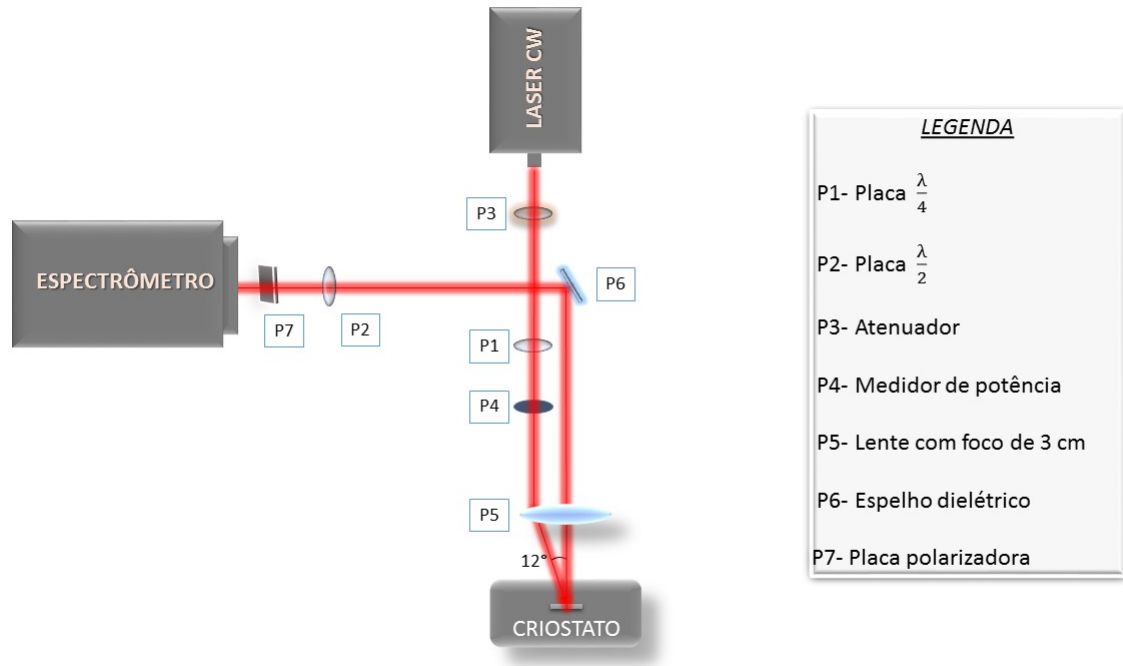 LASER CW
P3
ESPECTRÔMETRO
P6
P7
P2
P1
P4
P5
12°
CRIOSTATO
LEGENDA
P1- Placa λ/4
P2- Placa λ/2
P3- Atenuador
P4- Medidor de potência
P5- Lente com foco de 3 cm
P6- Espelho dielétrico
P7- Placa polarizadora